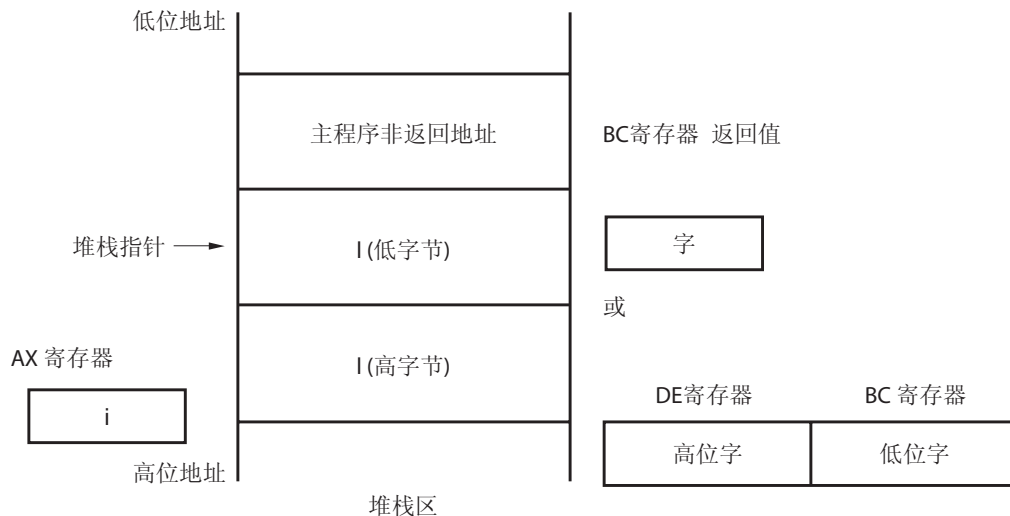 低位地址
主程序非返回地址
BC寄存器 返回值
堆栈指针
l (低字节)
字
或
AX 寄存器
l (高字节)
i
DE寄存器
BC 寄存器
高位字
低位字
高位地址
堆栈区